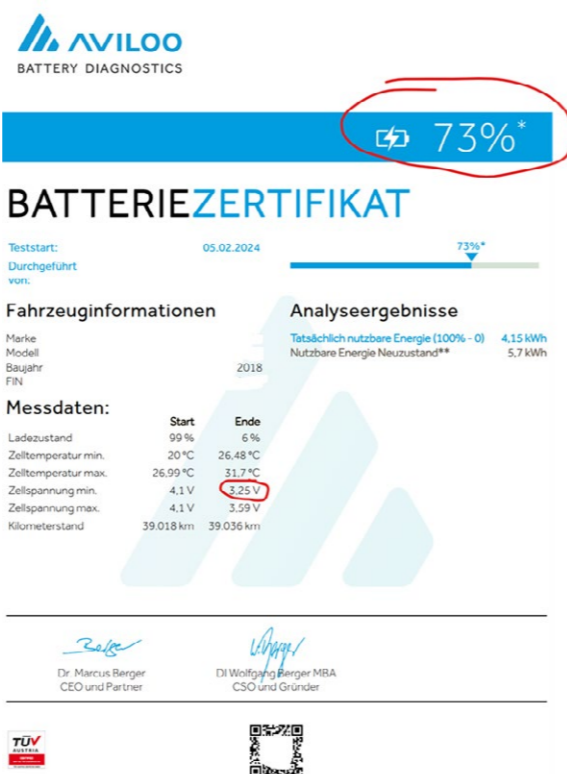 AVILOO
BATTERY DIAGNOSTICS
73%*
BATTERIEZERTIFIKAT
Teststart: 05.02.2024
Durchgeführt
von:
73%*
Fahrzeuginformationen
Marke
Modell
Baujahr 2018
FIN
Analyseergebnisse
Tatsächlich nutzbare Energie (100% - 0) 4,15 kWh
Nutzbare Energie Neuzustand** 5,7 kWh
Messdaten:
Start Ende
Ladezustand 99 % 6 %
Zelltemperatur min. 20 °C 26,48 °C
Zelltemperatur max. 26,99 °C 31,7 °C
Zellspannung min. 4,1 V 3,25 V
Zellspannung max. 4,1 V 3,59 V
Kilometerstand 39.018 km 39.036 km
Dr. Marcus Berger
CEO und Partner
DI Wolfgang Berger MBA
CSO und Gründer
TÜV
AUSTRIA